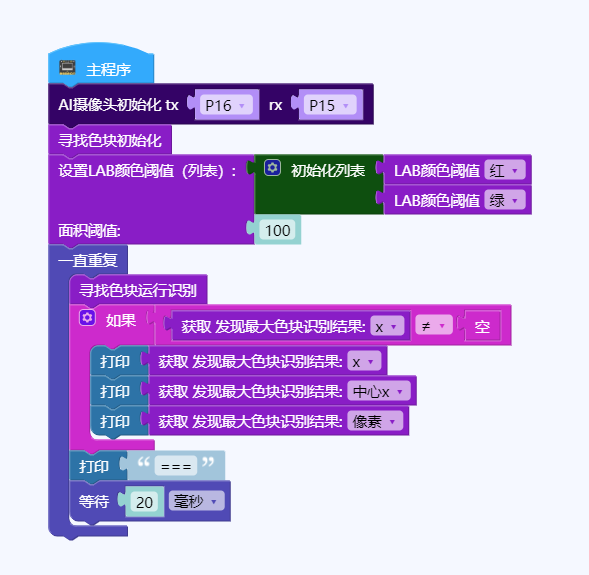 主程序
AI摄像头初始化 tx P16 rx P15
寻找色块初始化
设置LAB颜色阈值（列表）: 初始化列表 LAB颜色阈值 红
LAB颜色阈值 绿
面积阈值: 100
一直重复
寻找色块运行识别
如果 获取 发现最大色块识别结果: x ≠ 空
打印 获取 发现最大色块识别结果: x
打印 获取 发现最大色块识别结果: 中心x
打印 获取 发现最大色块识别结果: 像素
打印 “ === ”
等待 20 毫秒